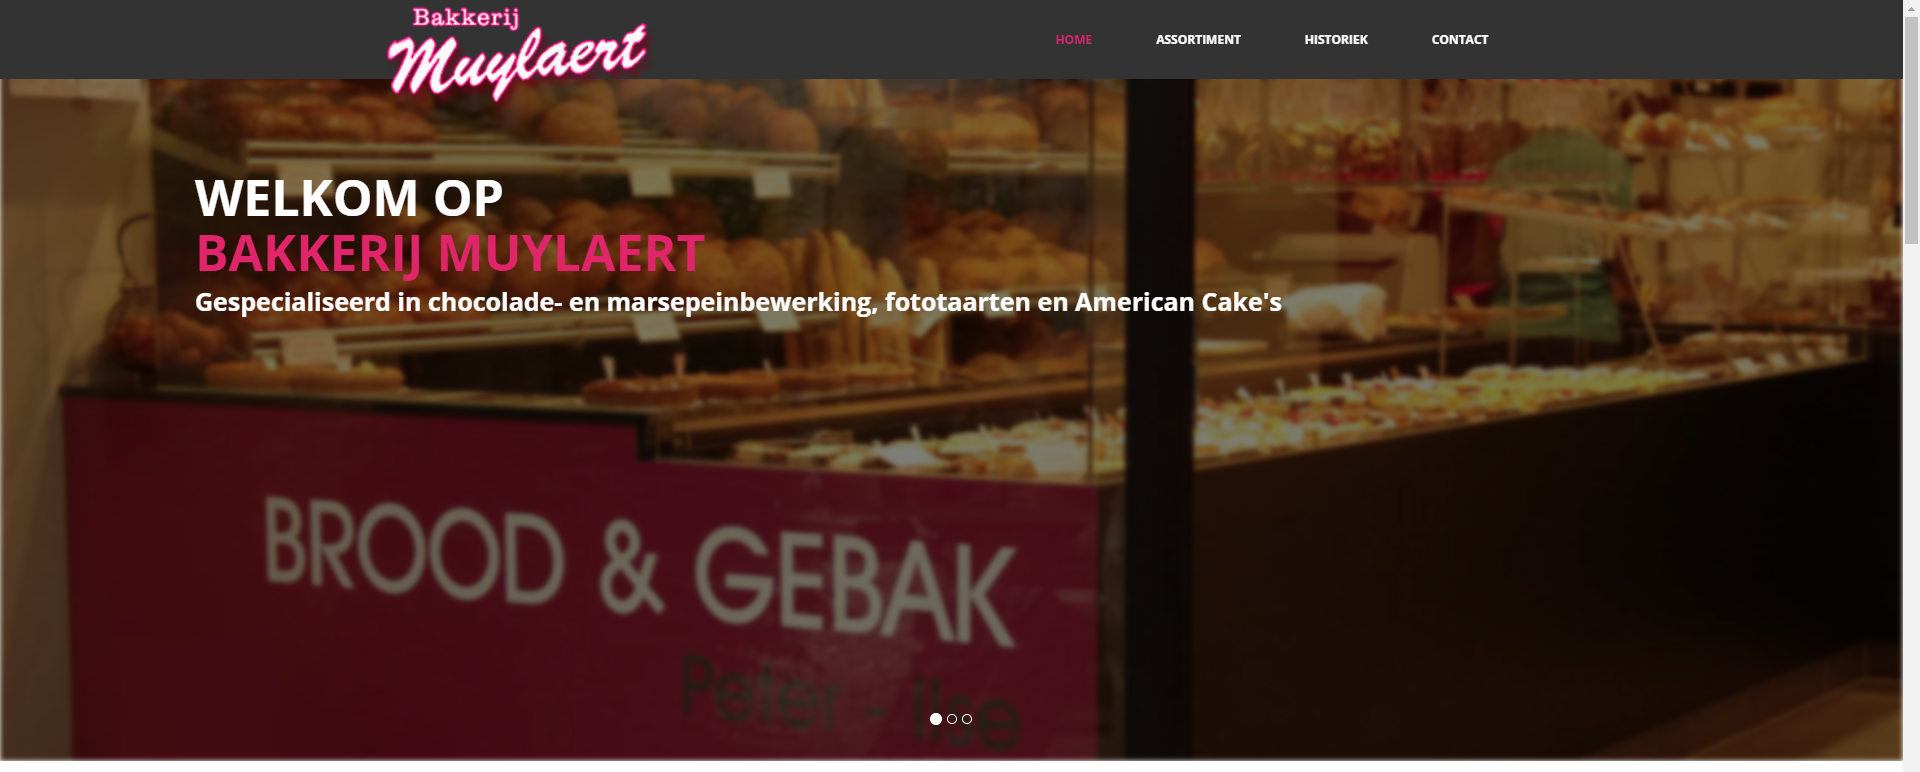 Bakkerij
Muylaert
HOME
ASSORTIMENT
HISTORIEK
CONTACT
WELKOM OP
BAKKERIJ MUYLAERT
Gespecialiseerd in chocolade- en marsepeinbewerking, fototaarten en American Cake's
BROOD & GEBAK
Peter - ilse